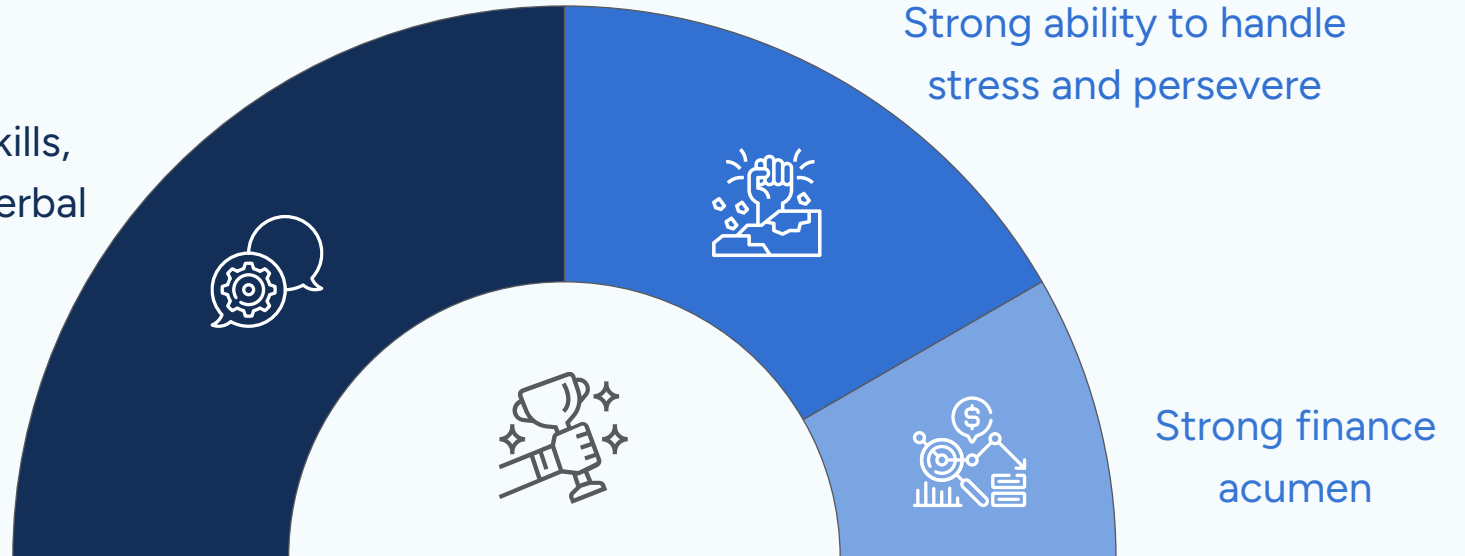 kills,
erbal
Strong ability to handle
stress and persevere
Strong finance
acumen